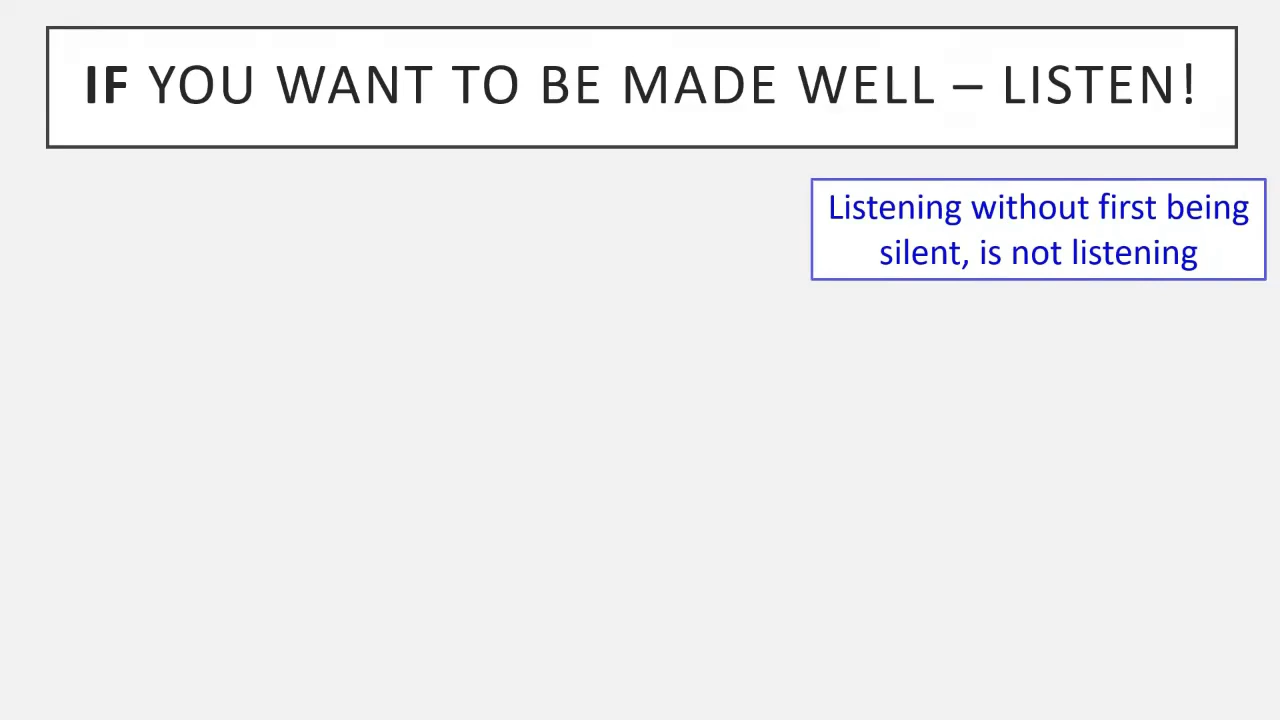 IF YOU WANT TO BE MADE WELL – LISTEN!
Listening without first being
silent, is not listening